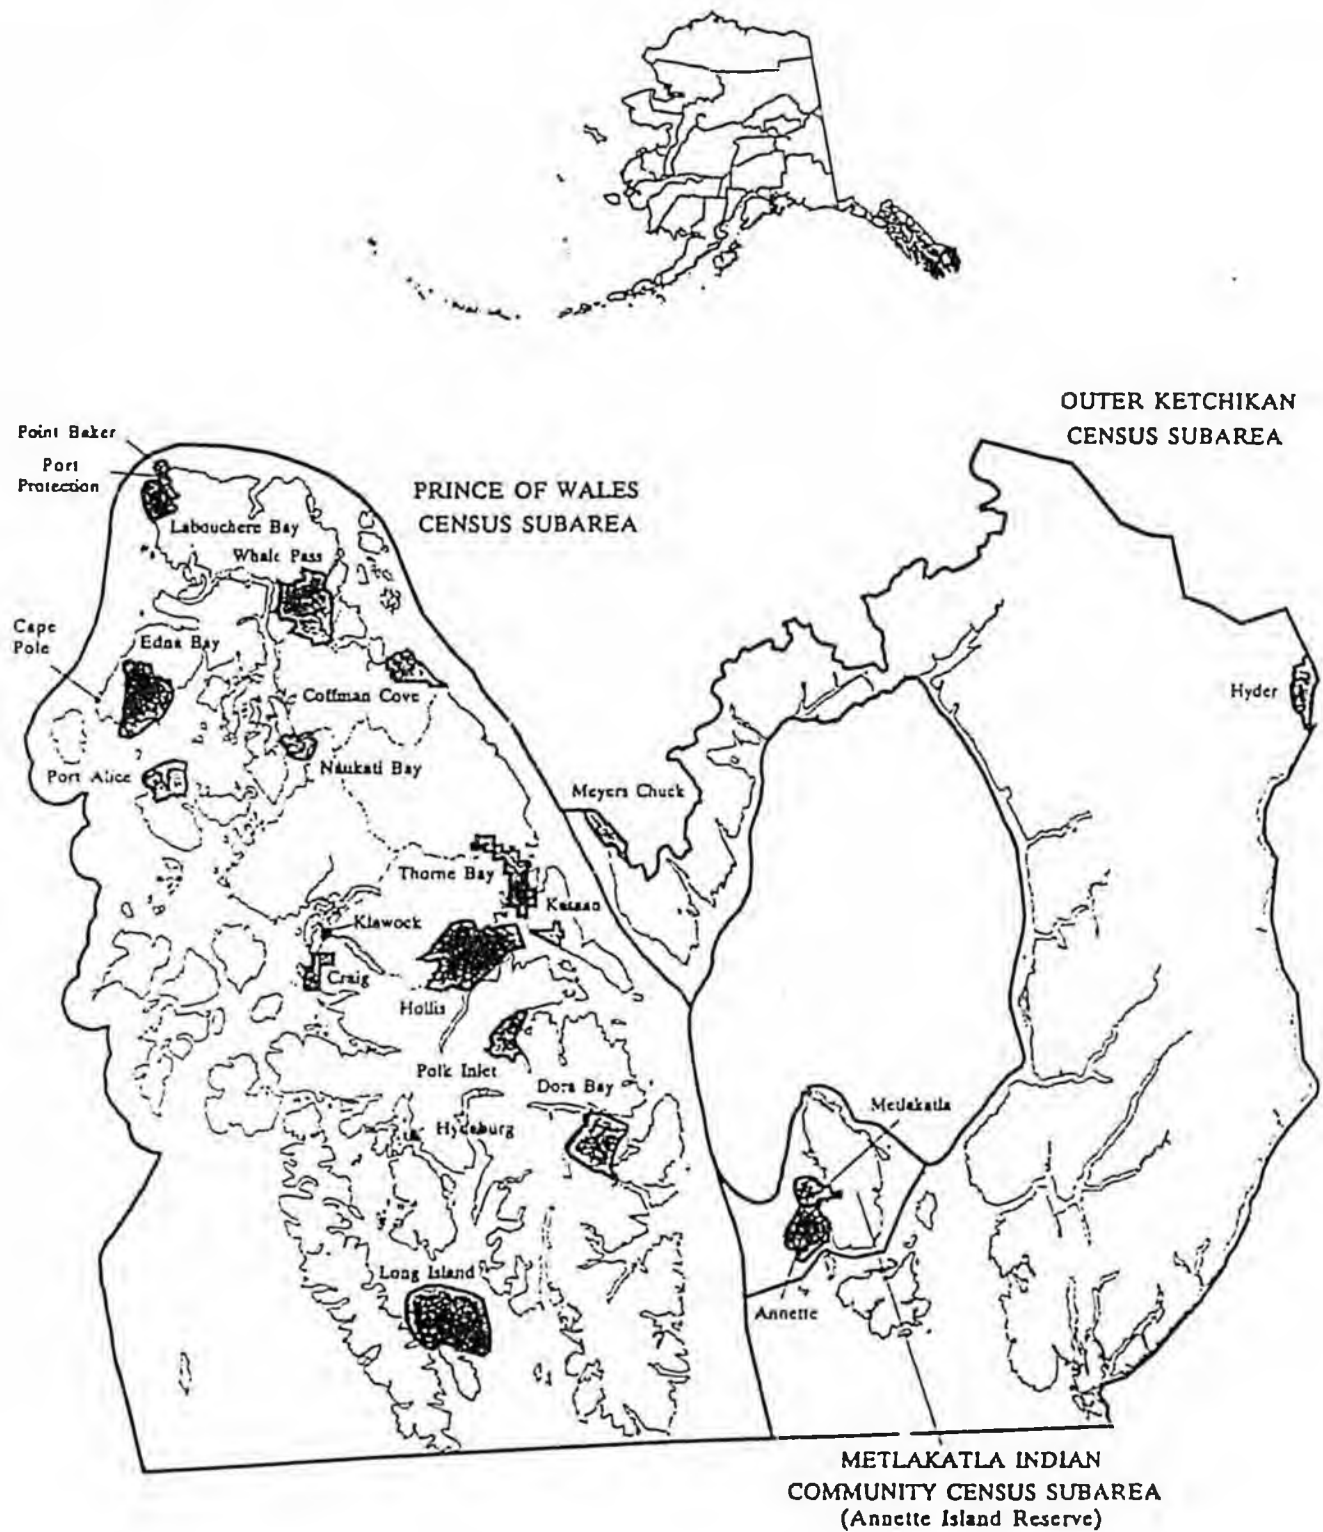 OUTER KETCHIKAN
CENSUS SUBAREA
Point Baker
Port
Protection
PRINCE OF WALES
CENSUS SUBAREA
Labouchere Bay
Whale Pass
Cape
Pole
Edna Bay
Hyder
Coffman Cove
Naukati Bay
Port Alice
Meyers Chuck
Thorne Bay
Kasaan
Klawock
Craig
Hollis
Polk Inlet
Dora Bay
Metlakatla
Hydaburg
Long Island
Annette
METLAKATLA INDIAN
COMMUNITY CENSUS SUBAREA
(Annette Island Reserve)